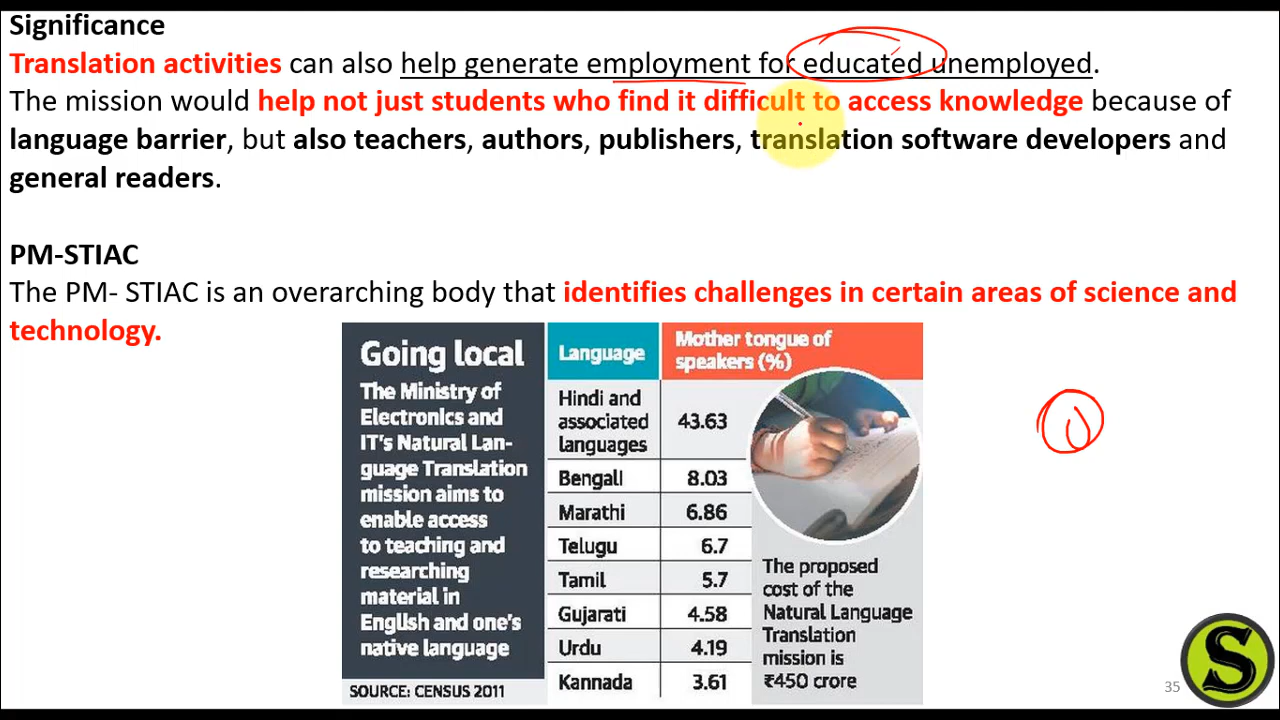 Significance
Translation activities can also help generate employment for educated unemployed.
The mission would help not just students who find it difficult to access knowledge because of
language barrier, but also teachers, authors, publishers, translation software developers and
general readers.
PM-STIAC
The PM- STIAC is an overarching body that identifies challenges in certain areas of science and
technology.
Going local
The Ministry of
Electronics and
IT's Natural Lan-
guage Translation
mission aims to
enable access
to teaching and
researching
material in
English and one's
native language
SOURCE: CENSUS 2011
Language
Mother tongue of
speakers (%)
Hindi and
associated
languages
43.63
Bengali 8.03
Marathi 6.86
Telugu 6.7
Tamil 5.7
Gujarati 4.58
Urdu 4.19
Kannada 3.61
The proposed
cost of the
Natural Language
Translation
mission is
₹450 crore
S
35